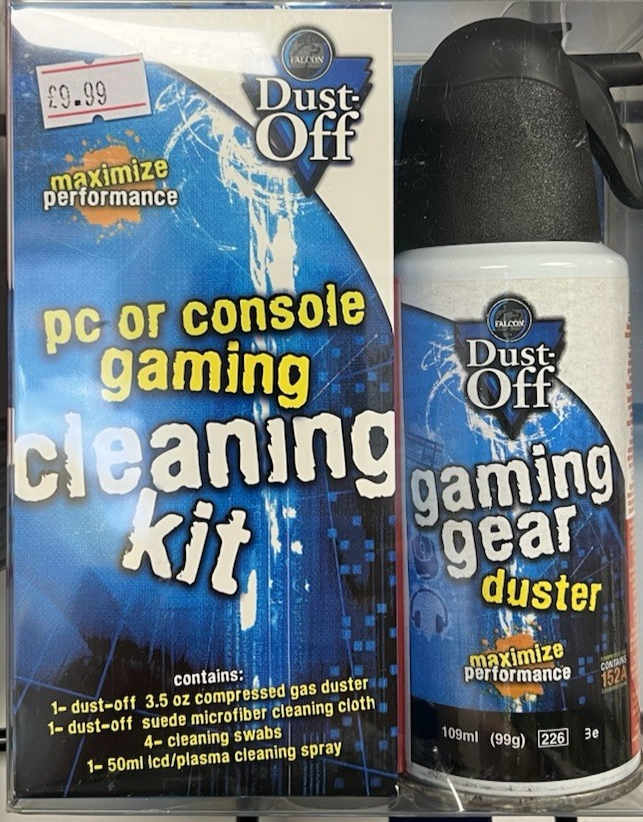 £9.99
FALCON
Dust-
Off
maximize
performance
pc or console
gaming
cleaning
kit
contains:
1- dust-off 3.5 oz compressed gas duster
1- dust-off suede microfiber cleaning cloth
4- cleaning swabs
1- 50ml lcd/plasma cleaning spray
FALCON
Dust-
Off
gaming
gear
duster
maximize
performance
CONTAINS
152A
109ml (99g) 226 3e